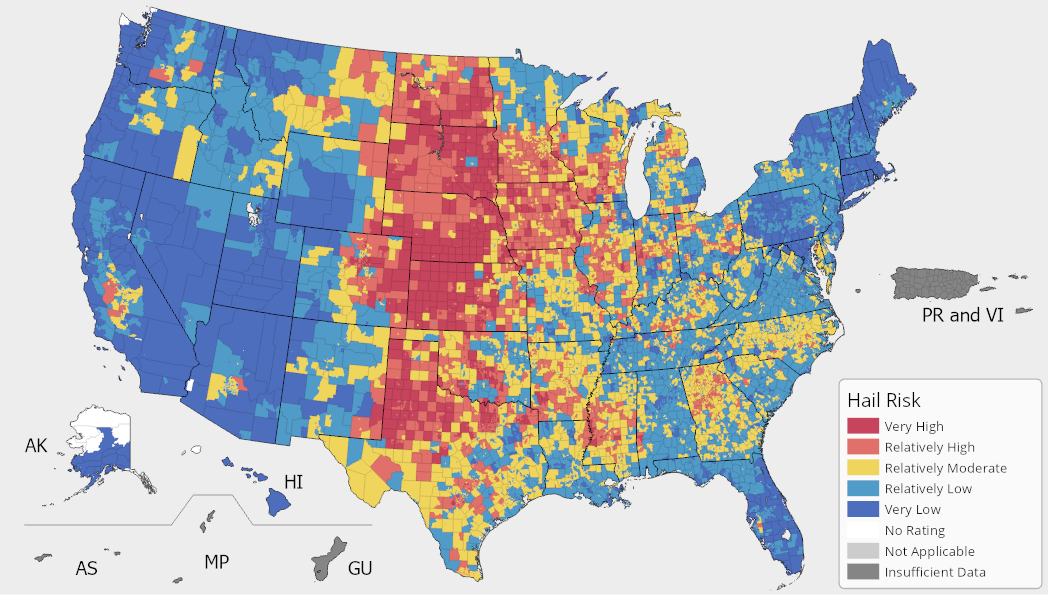 PR and VI
AK
HI
AS
MP
GU
Hail Risk
Very High
Relatively High
Relatively Moderate
Relatively Low
Very Low
No Rating
Not Applicable
Insufficient Data